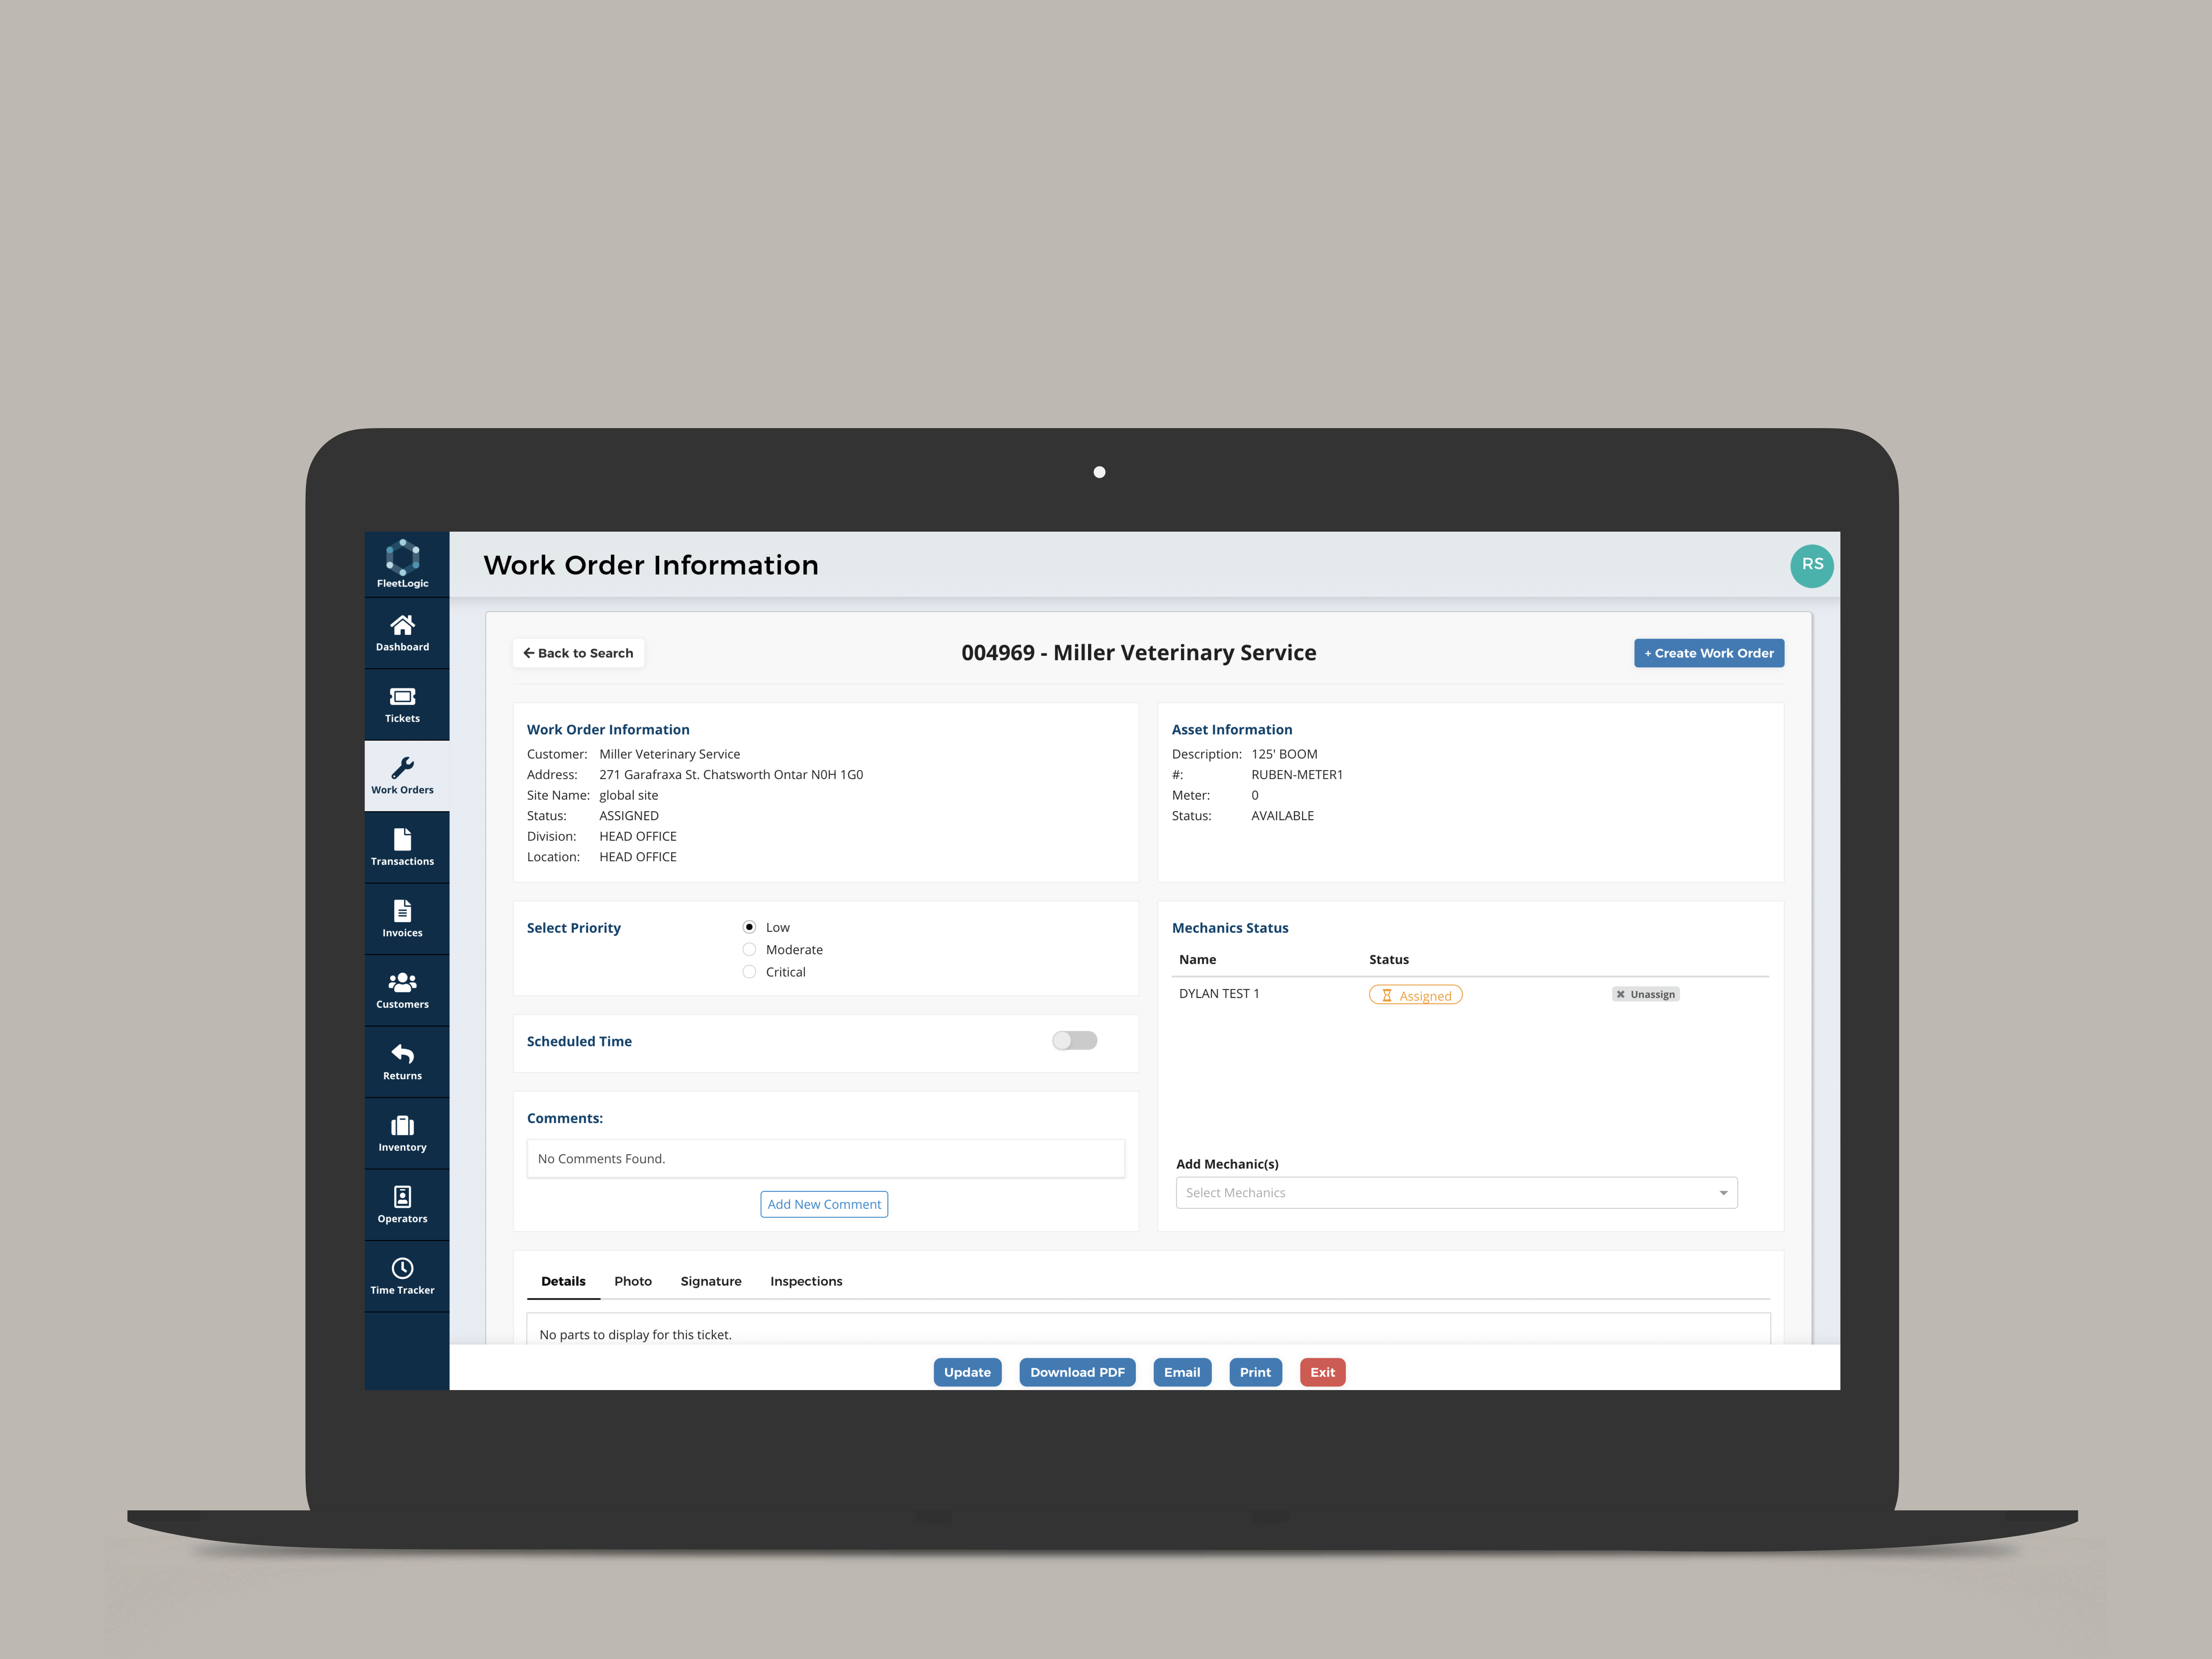 FleetLogic
Work Order Information
RS
Dashboard
Tickets
Work Orders
Transactions
Invoices
Customers
Returns
Inventory
Operators
Time Tracker
Back to Search
004969 - Miller Veterinary Service
+ Create Work Order
Work Order Information
Customer: Miller Veterinary Service
Address: 271 Garafraxa St. Chatsworth Ontar N0H 1G0
Site Name: global site
Status: ASSIGNED
Division: HEAD OFFICE
Location: HEAD OFFICE
Asset Information
Description: 125' BOOM
#: RUBEN-METER1
Meter: 0
Status: AVAILABLE
Select Priority
Low
Moderate
Critical
Scheduled Time
Comments:
No Comments Found.
Add New Comment
Mechanics Status
Name Status
DYLAN TEST 1 Assigned Unassign
Add Mechanic(s)
Select Mechanics
Details Photo Signature Inspections
No parts to display for this ticket.
Update Download PDF Email Print Exit